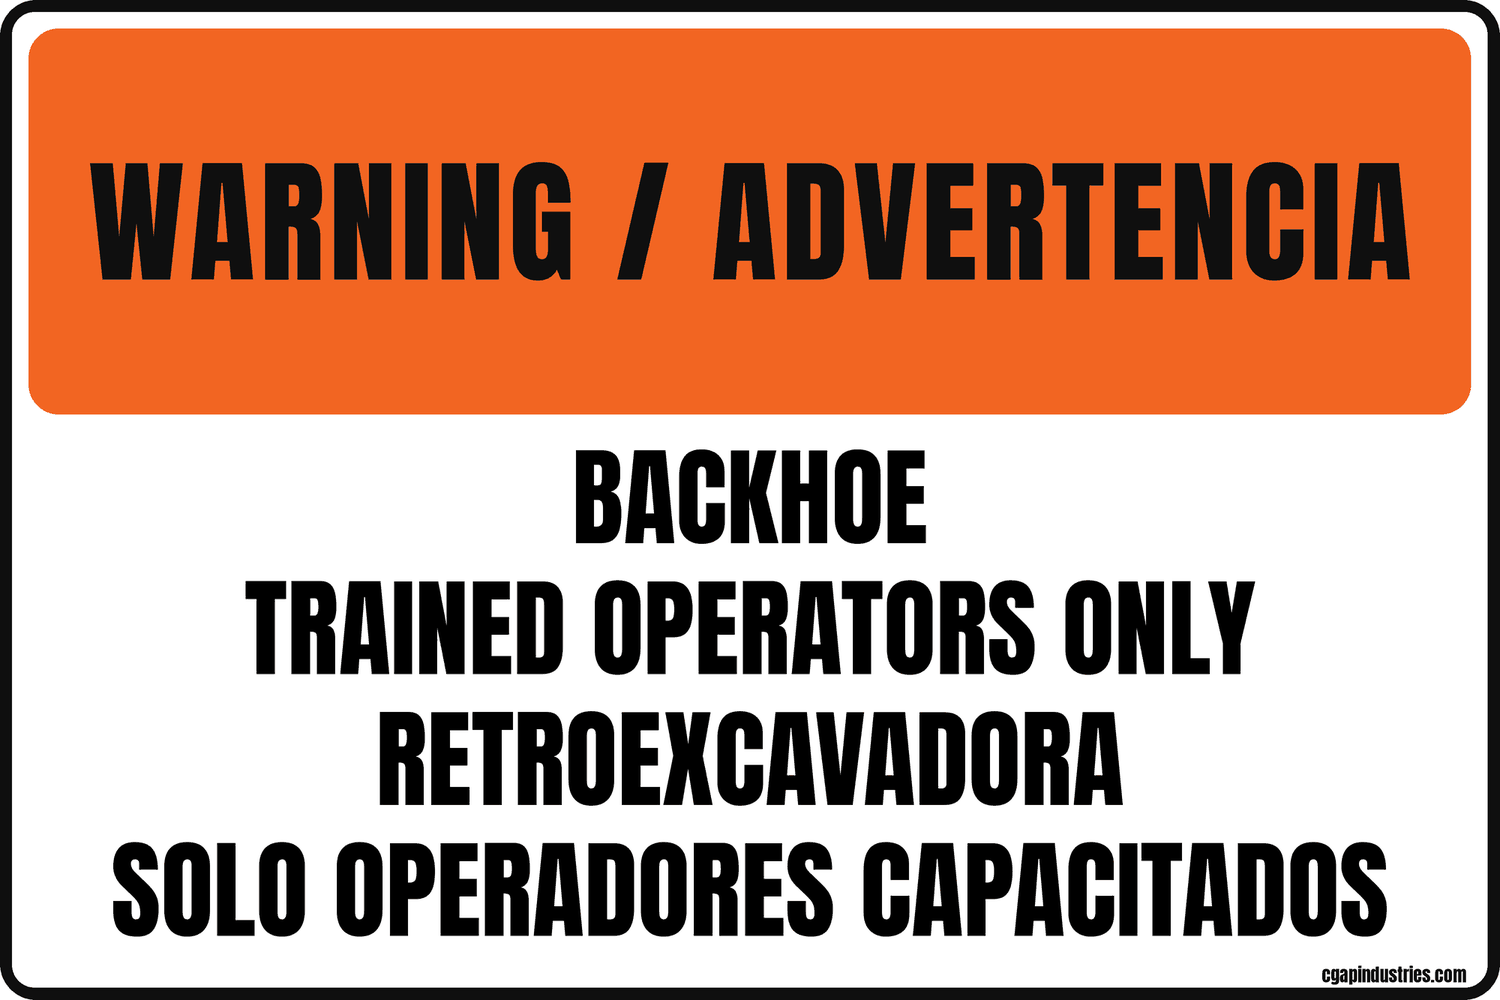 WARNING / ADVERTENCIA
BACKHOE
TRAINED OPERATORS ONLY
RETROEXCAVADORA
SOLO OPERADORES CAPACITADOS
cgapindustries.com